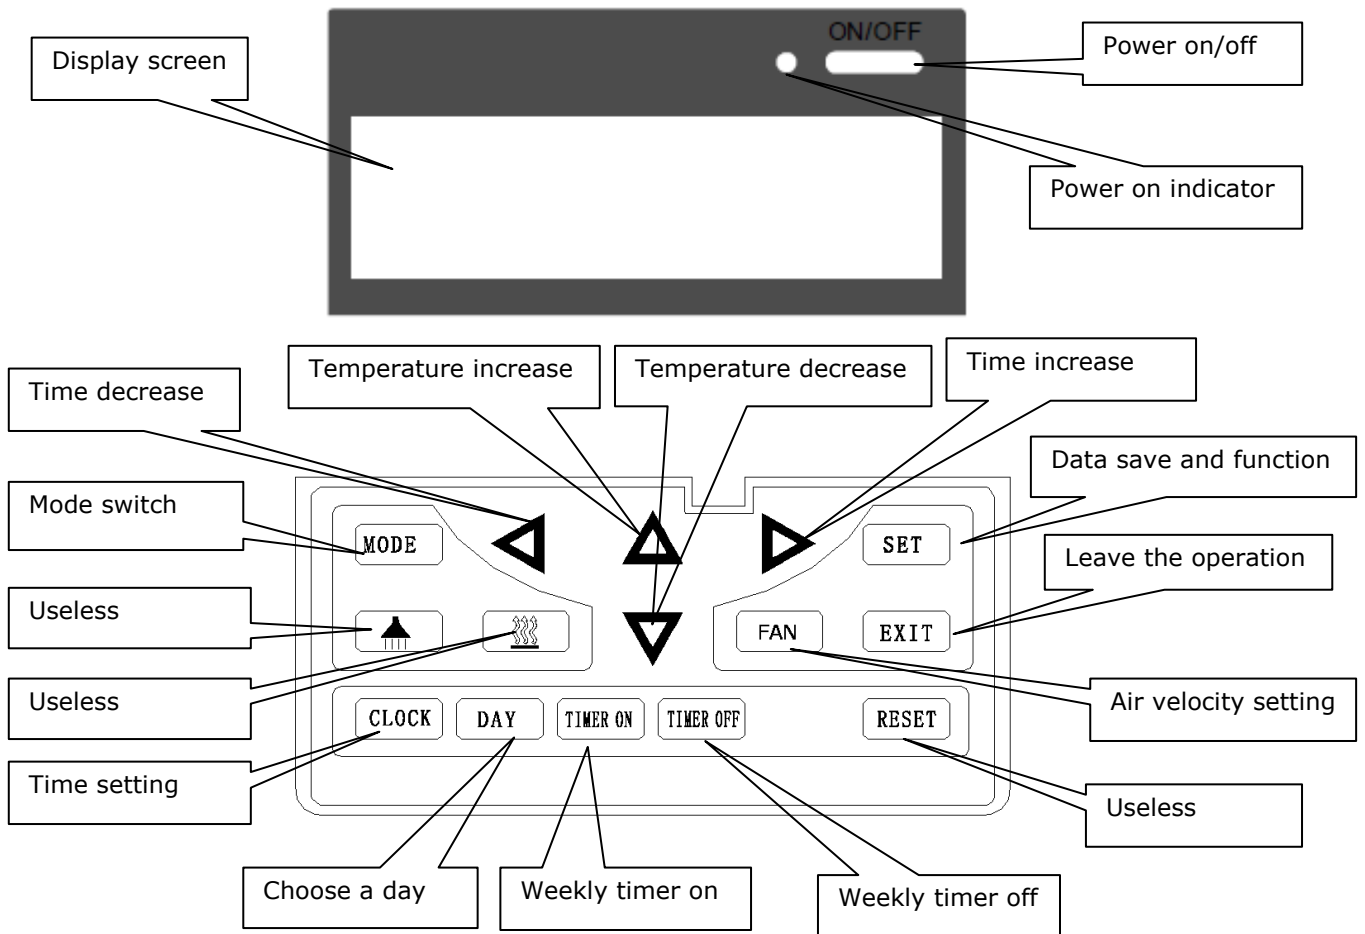 ON/OFF
Display screen
Power on/off
Power on indicator
Temperature increase
Temperature decrease
Time increase
Time decrease
Data save and function
Mode switch
MODE
SET
Leave the operation
Useless
FAN
EXIT
Useless
Air velocity setting
CLOCK
DAY
TIMER ON
TIMER OFF
RESET
Time setting
Useless
Choose a day
Weekly timer on
Weekly timer off